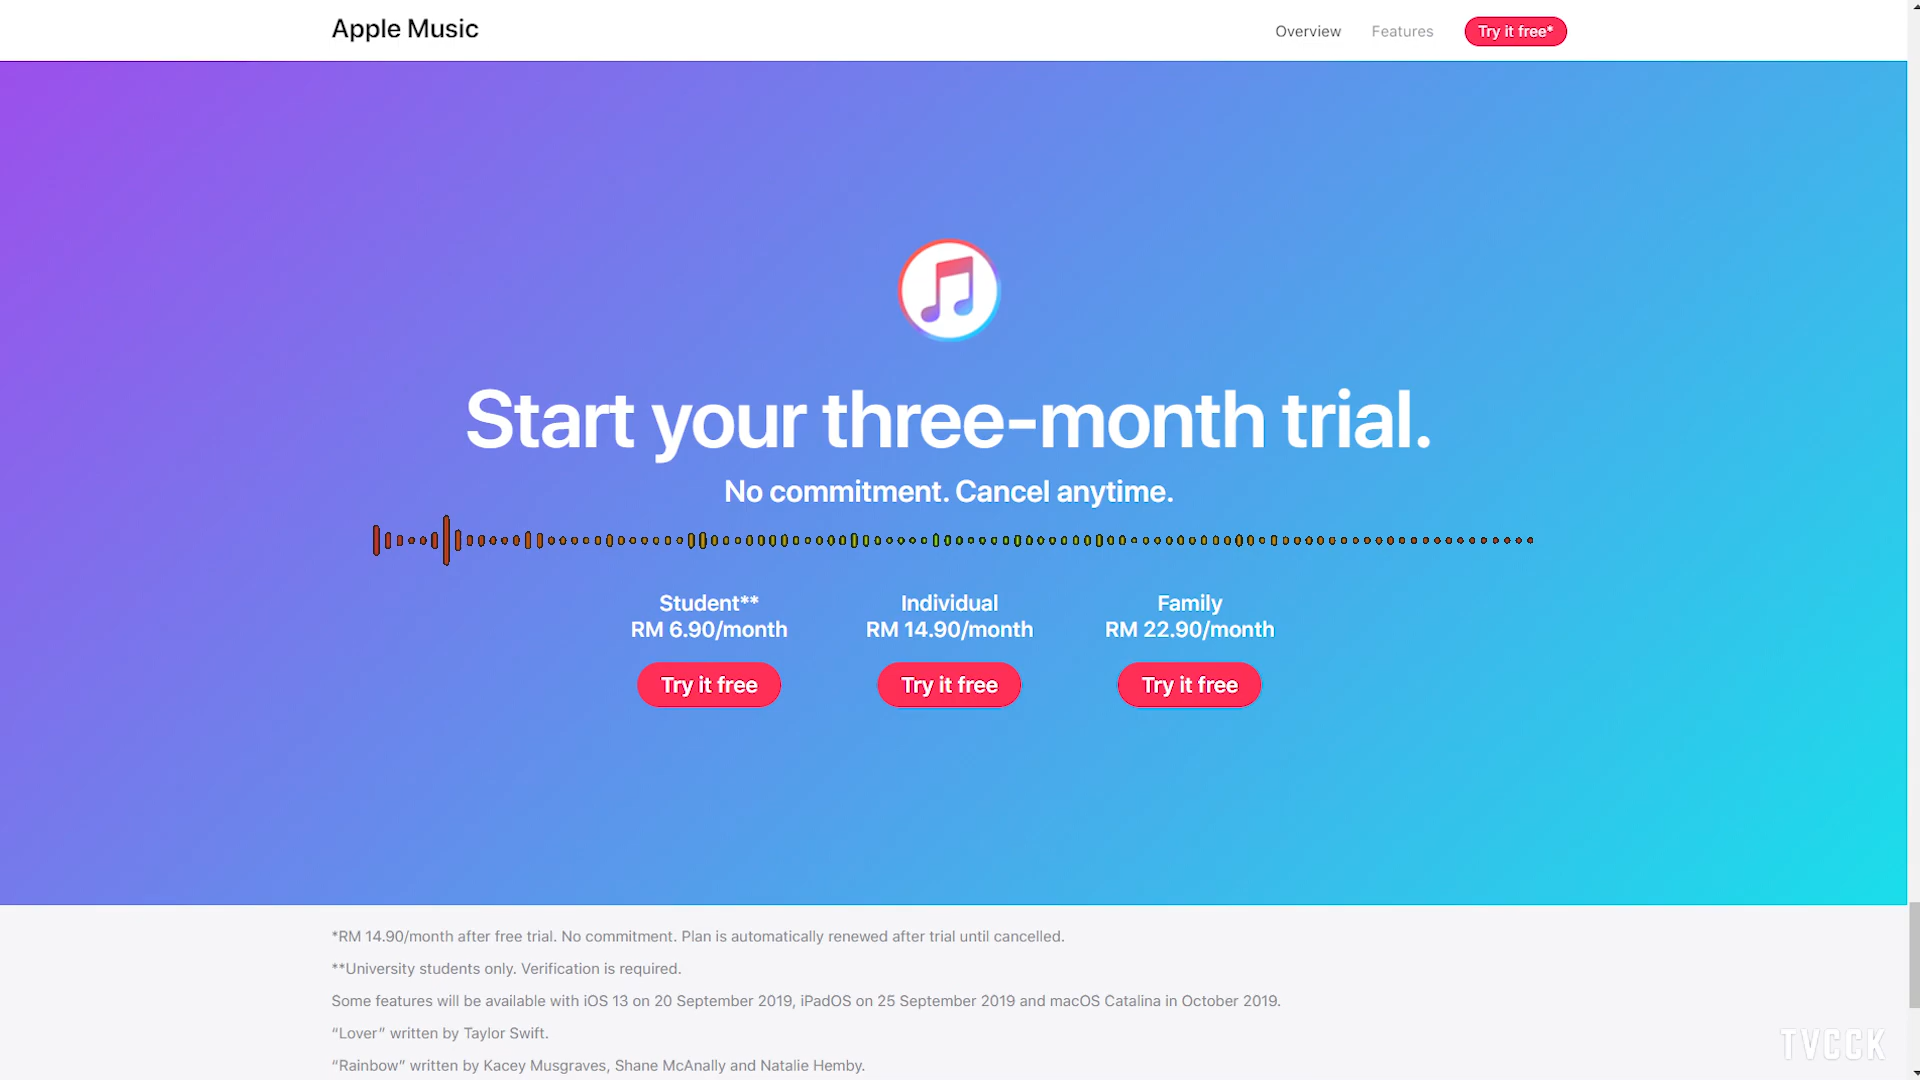 Apple Music
Overview Features Try it free*
Start your three-month trial.
No commitment. Cancel anytime.
Student** Individual Family
RM 6.90/month RM 14.90/month RM 22.90/month
Try it free Try it free Try it free
*RM 14.90/month after free trial. No commitment. Plan is automatically renewed after trial until cancelled.
**University students only. Verification is required.
Some features will be available with iOS 13 on 20 September 2019, iPadOS on 25 September 2019 and macOS Catalina in October 2019.
“Lover” written by Taylor Swift.
“Rainbow” written by Kacey Musgraves, Shane McAnally and Natalie Hemby.
TVCCK